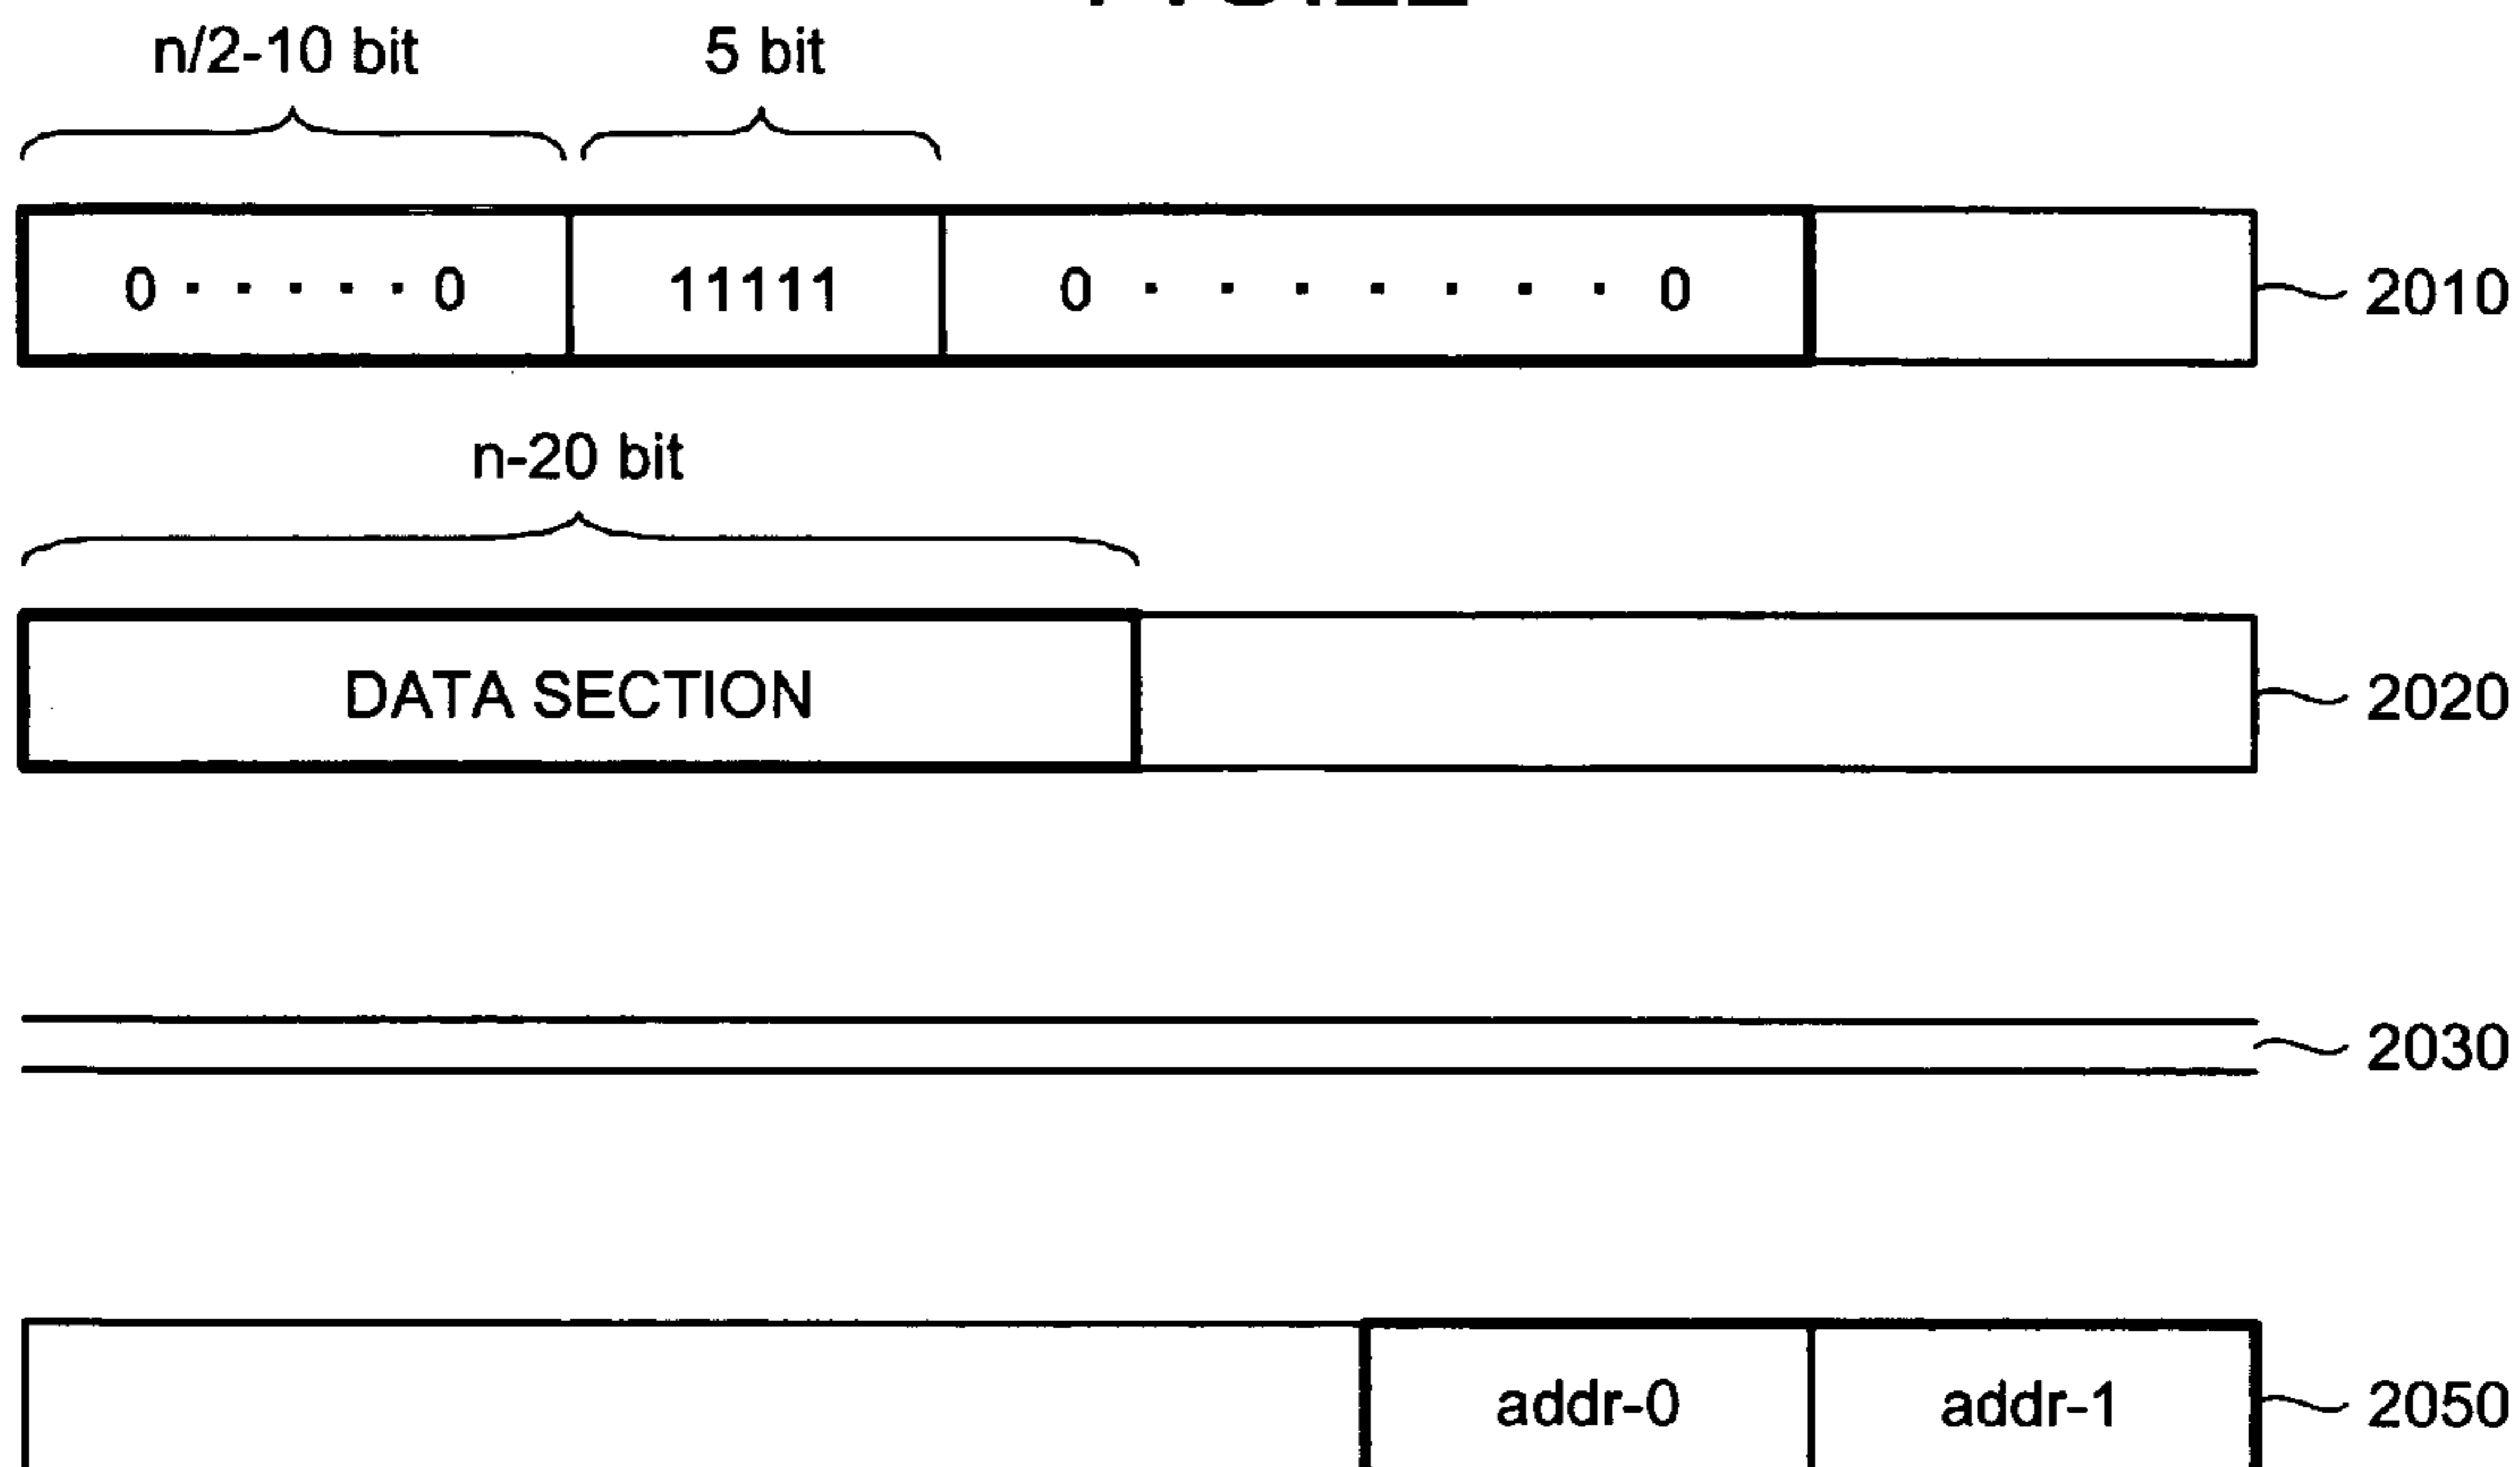 n/2-10 bit 5 bit
0 · · · · · 0 11111 0 · · · · · · · 0 2010
n-20 bit
DATA SECTION 2020
2030
addr-0 addr-1 2050